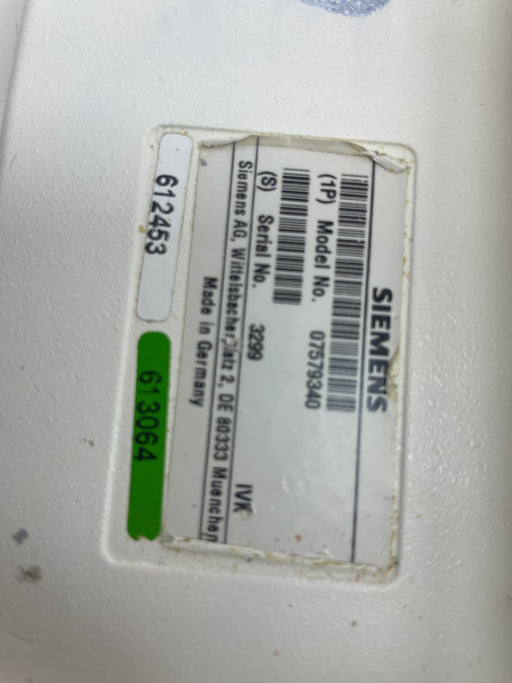 SIEMENS
(1P) Model No. 07579340
(S) Serial No. 3299 IVK
Siemens AG, Wittelsbacherplatz 2, DE 80333 Muenchen
Made in Germany
612453
613064